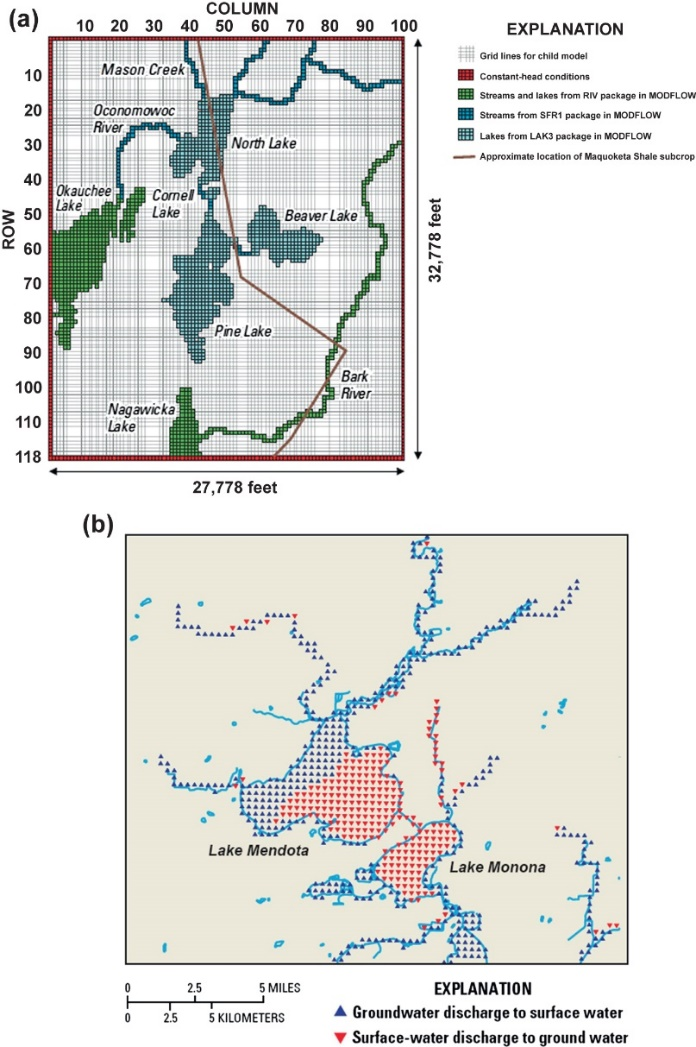 (a)
COLUMN
10 20 30 40 50 60 70 80 90 100
EXPLANATION
Grid lines for child model
Constant-head conditions
Streams and lakes from RIV package in MODFLOW
Streams from SFR1 package in MODFLOW
Lakes from LAK3 package in MODFLOW
Approximate location of Maquoketa Shale subcrop
ROW
10
20
30
40
50
60
70
80
90
100
110
118
Mason Creek
Oconomowoc
River
North Lake
Okauchee
Lake
Cornell
Lake
Beaver Lake
Pine Lake
Bark
River
Nagawicka
Lake
32,778 feet
27,778 feet
(b)
Lake Mendota
Lake Monona
0 2.5 5 MILES
0 2.5 5 KILOMETERS
EXPLANATION
Groundwater discharge to surface water
Surface-water discharge to ground water